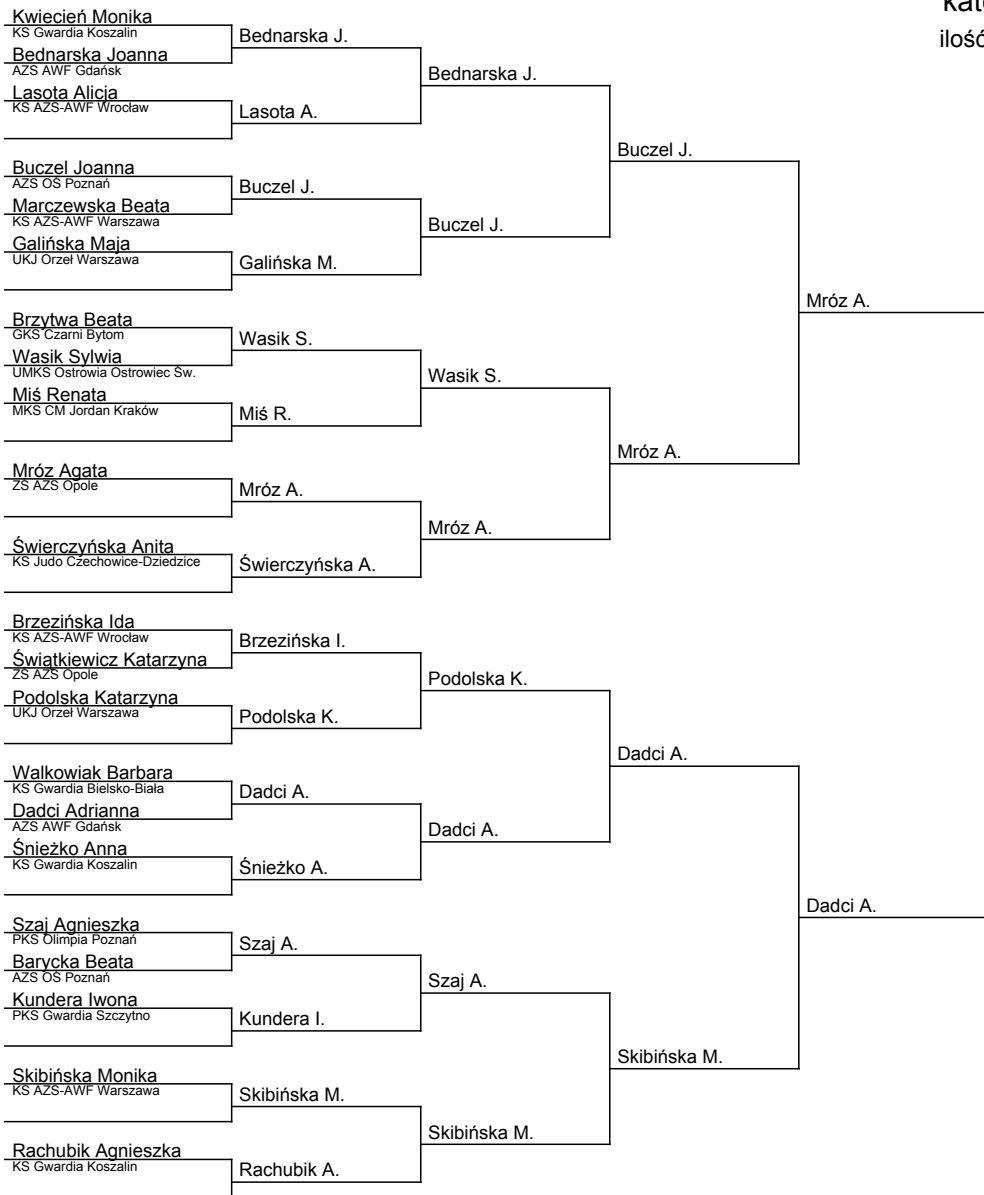 kat
ilość
Kwiecień Monika
KS Gwardia Koszalin
Bednarska Joanna
AZS AWF Gdańsk
Lasota Alicja
KS AZS-AWF Wrocław
Buczel Joanna
AZS OŚ Poznań
Marczewska Beata
KS AZS-AWF Warszawa
Galińska Maja
UKJ Orzeł Warszawa
Brzytwa Beata
GKS Czarni Bytom
Wasik Sylwia
UMKS Ostrovia Ostrowiec Św.
Miś Renata
MKS CM Jordan Kraków
Mróz Agata
ZS AZS Opole
Świerczyńska Anita
KS Judo Czechowice-Dziedzice
Brzezińska Ida
KS AZS-AWF Wrocław
Świątkiewicz Katarzyna
ZS AZS Opole
Podolska Katarzyna
UKJ Orzeł Warszawa
Walkowiak Barbara
KS Gwardia Bielsko-Biała
Dadci Adrianna
AZS AWF Gdańsk
Śnieżko Anna
KS Gwardia Koszalin
Szaj Agnieszka
PKS Olimpia Poznań
Barycka Beata
AZS OŚ Poznań
Kundera Iwona
PKS Gwardia Szczytno
Skibińska Monika
KS AZS-AWF Warszawa
Rachubik Agnieszka
KS Gwardia Koszalin
Bednarska J.
Lasota A.
Buczel J.
Galińska M.
Wasik S.
Miś R.
Mróz A.
Świerczyńska A.
Brzezińska I.
Podolska K.
Dadci A.
Śnieżko A.
Szaj A.
Kundera I.
Skibińska M.
Rachubik A.
Bednarska J.
Buczel J.
Wasik S.
Mróz A.
Podolska K.
Dadci A.
Szaj A.
Skibińska M.
Buczel J.
Mróz A.
Dadci A.
Skibińska M.
Mróz A.
Dadci A.